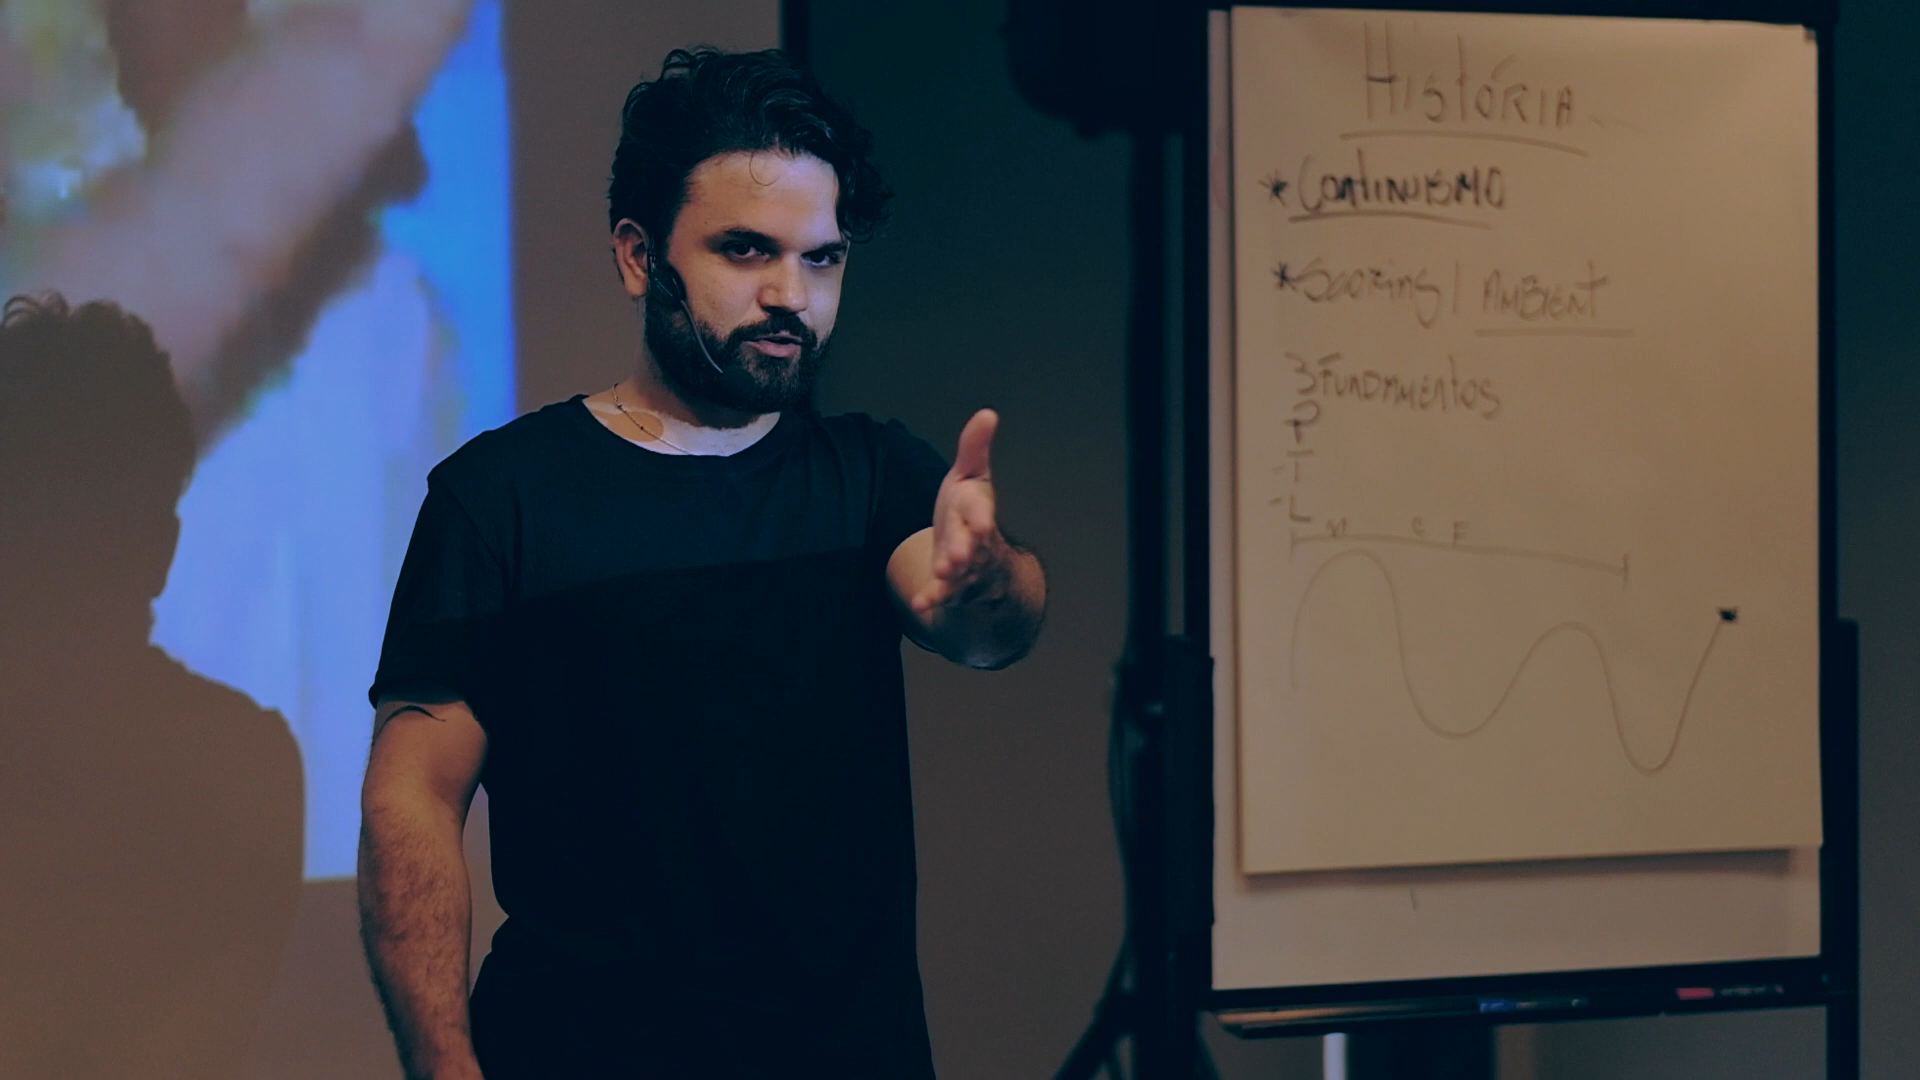 História
* Continuismo
* Scoring / Ambient
3 Fundamentos
M C F